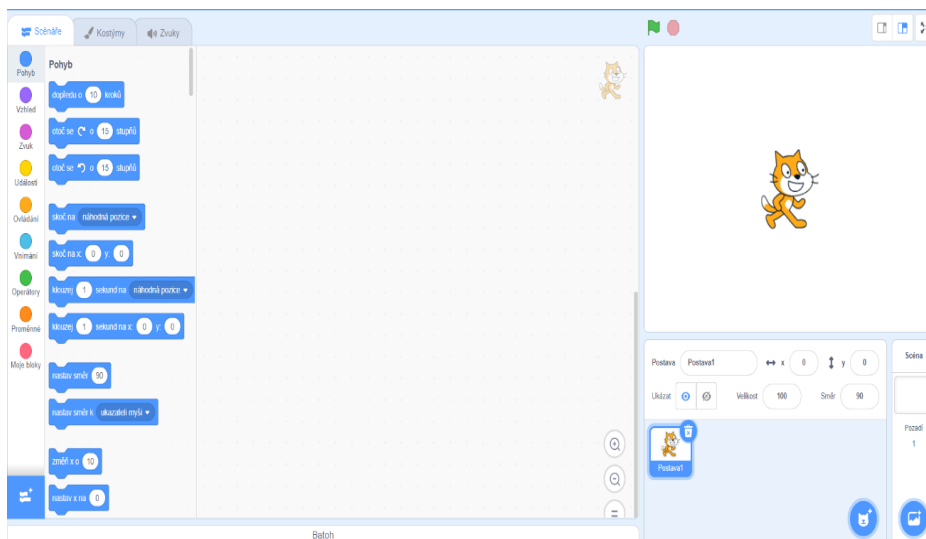 Scénáře
Kostýmy
Zvuky
Pohyb
Vzhled
Zvuk
Události
Ovládání
Vnímání
Operátory
Proměnné
Moje bloky
Pohyb
dopředu o 10 kroků
otoč se o 15 stupňů
otoč se o 15 stupňů
skoč na náhodná pozice
skoč na x: 0 y: 0
klouzej 1 sekund na náhodná pozice
klouzej 1 sekund na x: 0 y: 0
nastav směr 90
nastav směr k ukazateli myši
změň x o 10
nastav x na 0
Batoh
Postava Postava1 x 0 y 0
Ukázat Velikost 100 Směr 90
Postava1
Scéna
Pozadí
1